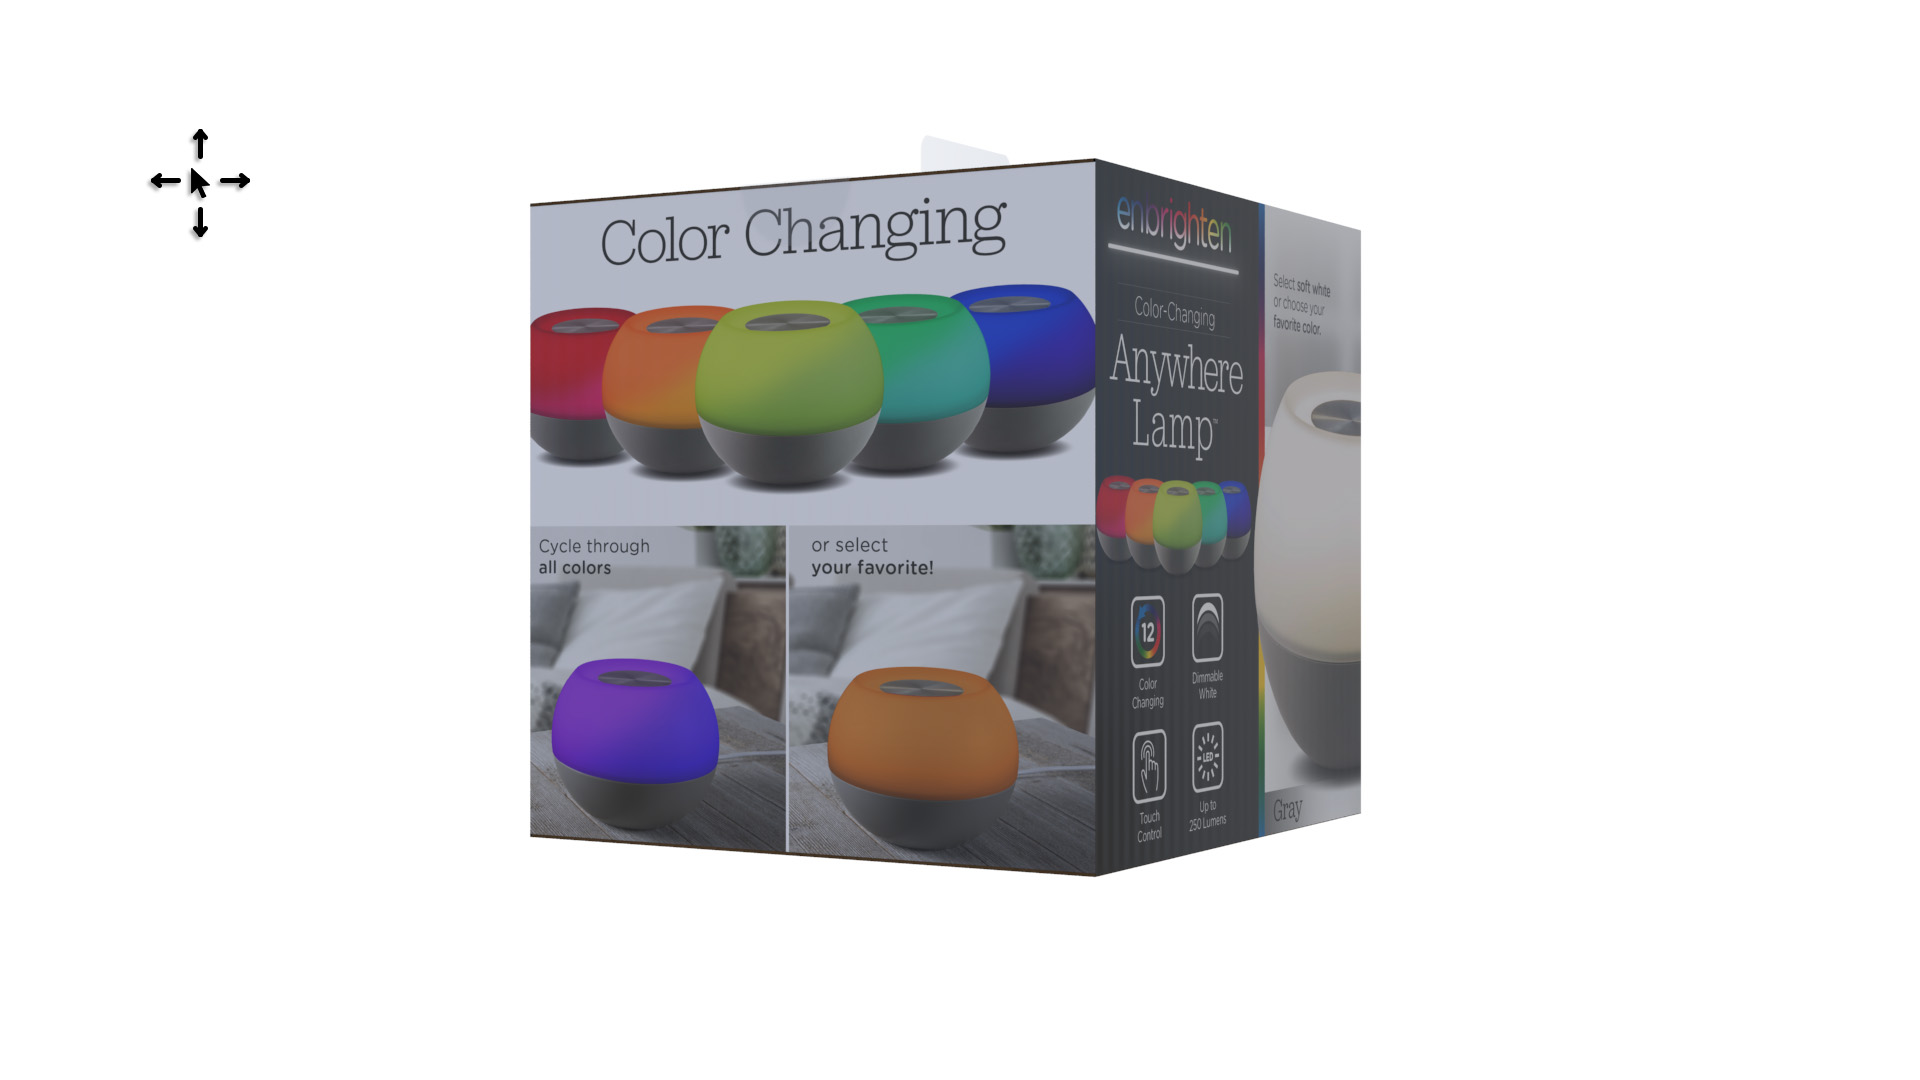 Color Changing
Cycle through
all colors
or select
your favorite!
enbrighten
Color-Changing
Anywhere
Lamp™
12
Color
Changing
Dimmable
White
Touch
Control
LED
Up to
250 Lumens
Select soft white
or choose your
favorite color.
Gray